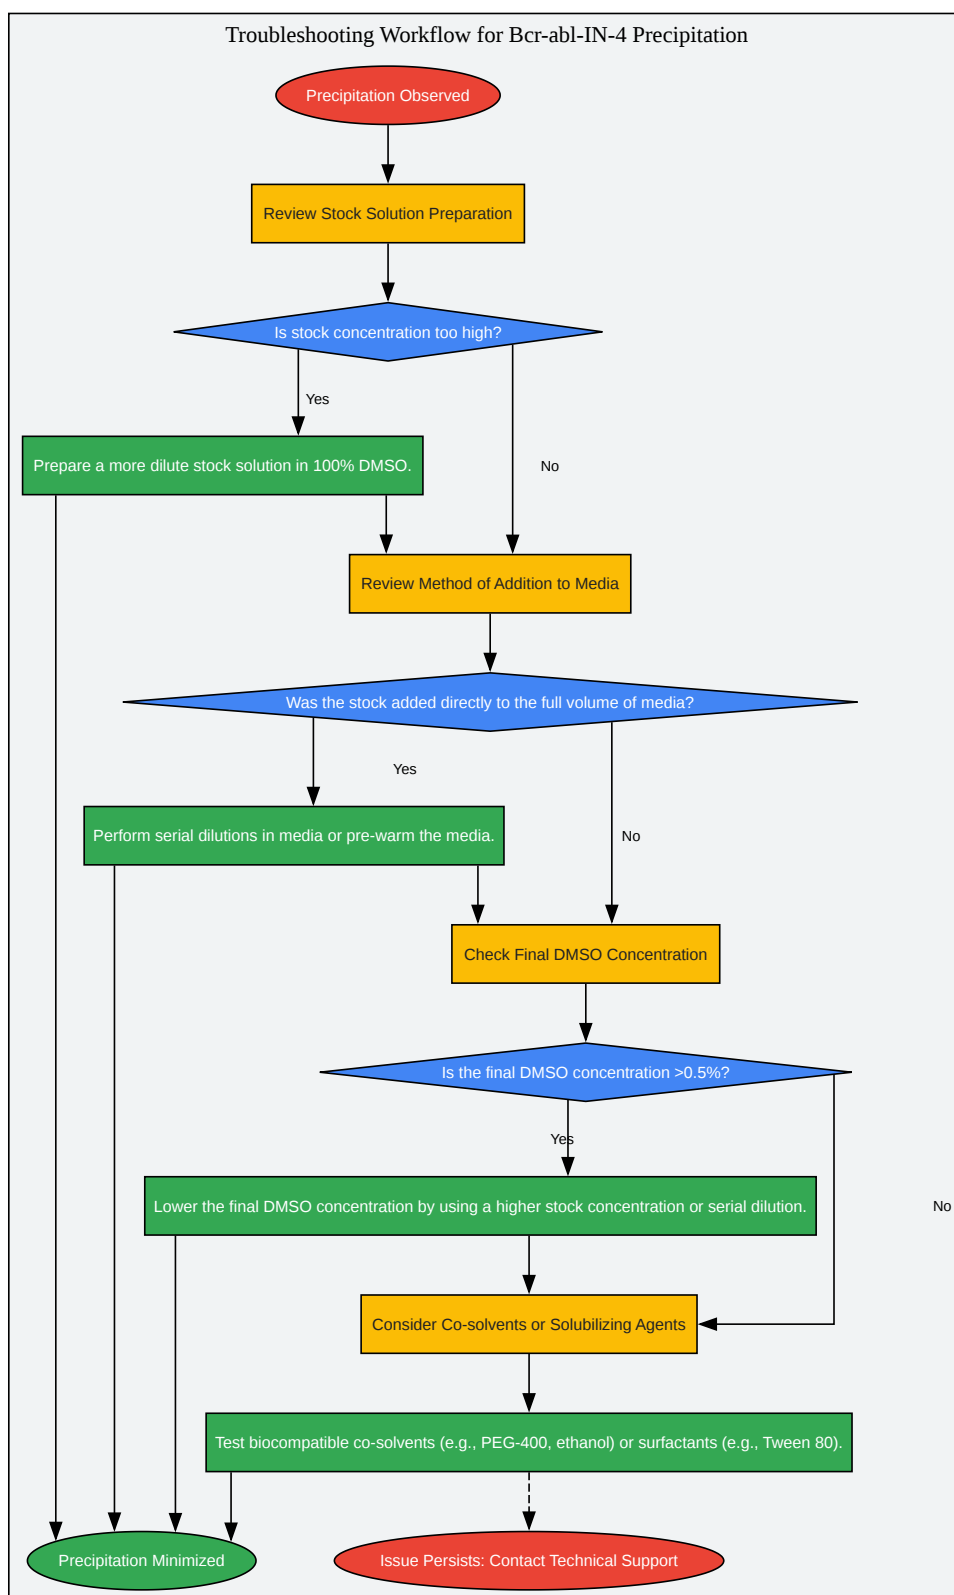 Troubleshooting Workflow for Bcr-abl-IN-4 Precipitation
Precipitation Observed
Review Stock Solution Preparation
Is stock concentration too high?
Yes
Prepare a more dilute stock solution in 100% DMSO.
No
Review Method of Addition to Media
Was the stock added directly to the full volume of media?
Yes
Perform serial dilutions in media or pre-warm the media.
No
Check Final DMSO Concentration
Is the final DMSO concentration >0.5%?
Yes
Lower the final DMSO concentration by using a higher stock concentration or serial dilution.
No
Consider Co-solvents or Solubilizing Agents
Test biocompatible co-solvents (e.g., PEG-400, ethanol) or surfactants (e.g., Tween 80).
Precipitation Minimized
Issue Persists: Contact Technical Support